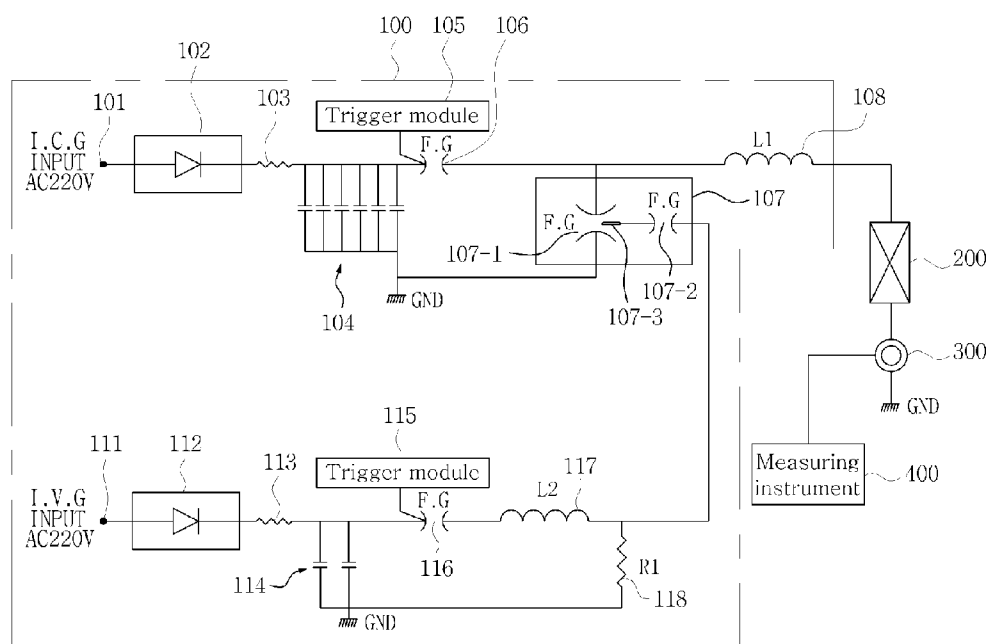 100
105
106
102
101
103
108
Trigger module
I.C.G
INPUT
AC220V
F.G
L1
F.G
107
F.G
107-1
107-2
107-3
104
GND
200
300
GND
115
111
112
113
117
Trigger module
Measuring
instrument
400
I.V.G
INPUT
AC220V
F.G
L2
114
116
R1
118
GND